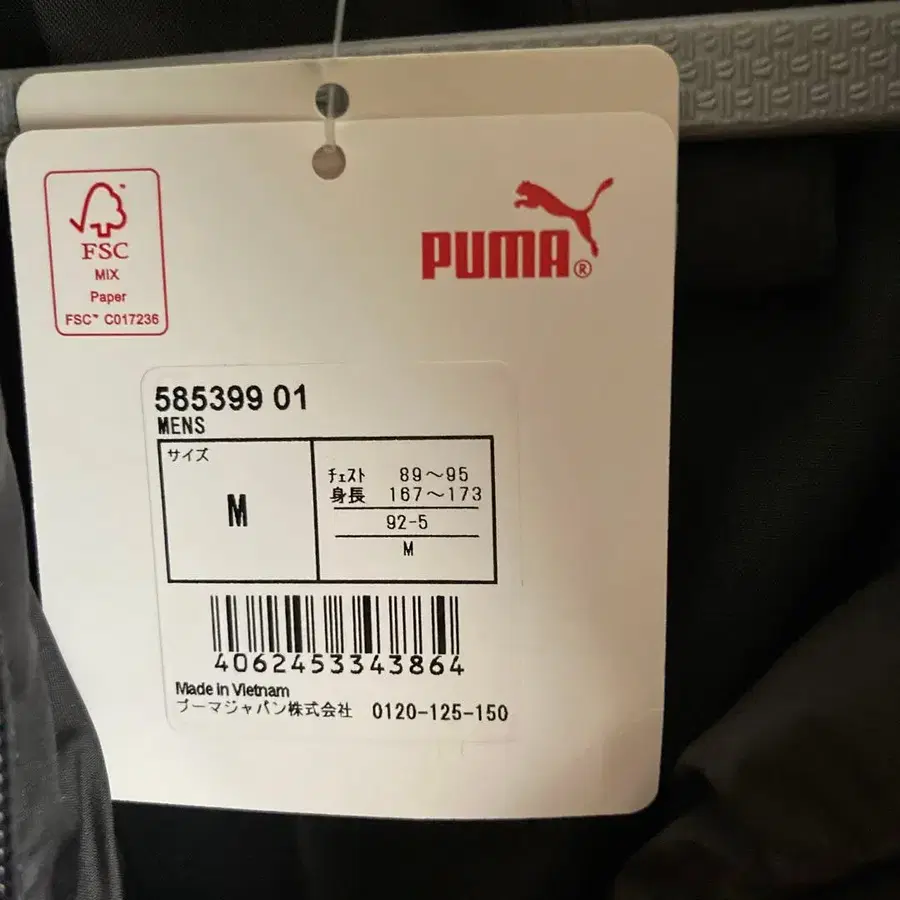 FSC
MIX
Paper
FSC™ C017236
PUMA®
585399 01
MENS
サイズ
M
チェスト 89～95
身長 167～173
92-5
M
4062453343864
Made in Vietnam
プーマジャパン株式会社 0120-125-150